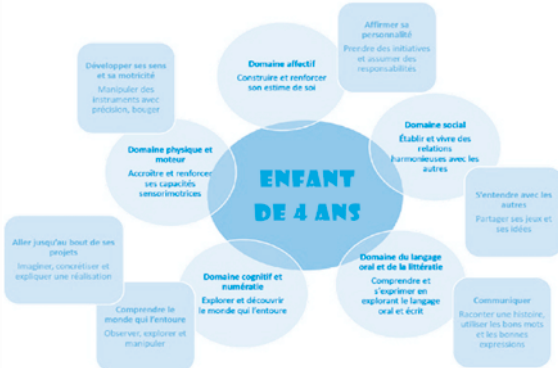 Affirmer sa
personnalité
Prendre des initiatives
et assumer des
responsabilités
Domaine affectif
Construire et renforcer
son estime de soi
Développer ses sens
et sa motricité
Manipuler des
instruments avec
précision, bouger
Domaine social
Établir et vivre des
relations
harmonieuses avec les
autres
Domaine physique et
moteur
Accroître et renforcer
ses capacités
sensorimotrices
ENFANT
DE 4 ANS
S'entendre avec les
autres
Partager ses jeux et
ses idées
Aller jusqu'au bout de ses
projets
Imaginer, concrétiser et
expliquer une réalisation
Domaine cognitif et
numératie
Explorer et découvrir
le monde qui l'entoure
Domaine du langage
oral et de la littératie
Comprendre et
s'exprimer en
explorant le langage
oral et écrit
Comprendre le
monde qui l'entoure
Observer, explorer et
manipuler
Communiquer
Raconter une histoire,
utiliser les bons mots
et les bonnes
expressions